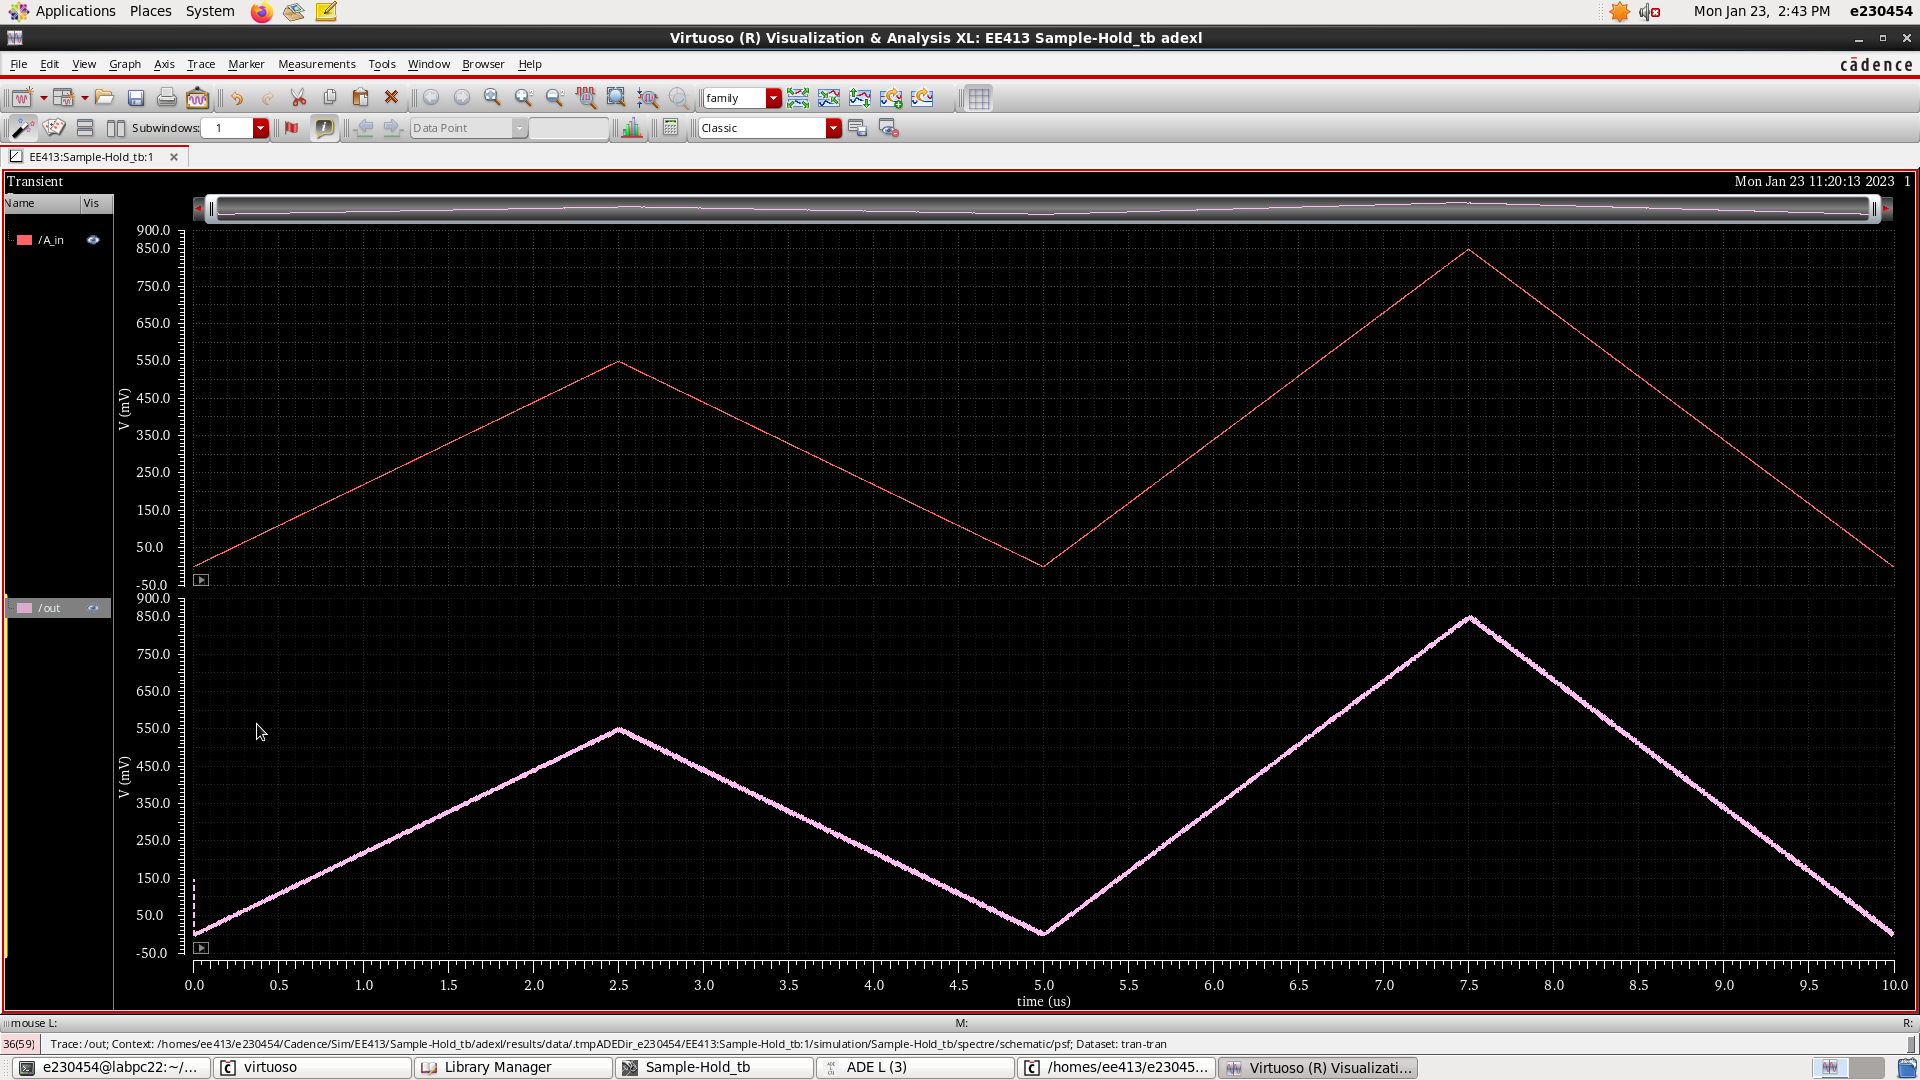 Applications Places System Mon Jan 23, 2:43 PM e230454
Virtuoso (R) Visualization & Analysis XL: EE413 Sample-Hold_tb adexl
File Edit View Graph Axis Trace Marker Measurements Tools Window Browser Help cādence
family
Subwindows: 1 Data Point Classic
EE413:Sample-Hold_tb:1
Transient Mon Jan 23 11:20:13 2023 1
Name Vis
/A_in
900.0
850.0
750.0
650.0
550.0
450.0
350.0
250.0
150.0
50.0
-50.0
V (mV)
/out
900.0
850.0
750.0
650.0
550.0
450.0
350.0
250.0
150.0
50.0
-50.0
V (mV)
0.0 0.5 1.0 1.5 2.0 2.5 3.0 3.5 4.0 4.5 5.0 5.5 6.0 6.5 7.0 7.5 8.0 8.5 9.0 9.5 10.0
time (us)
mouse L: M: R:
36(59) Trace: /out; Context: /homes/ee413/e230454/Cadence/Sim/EE413/Sample-Hold_tb/adexl/results/data/.tmpADEDir_e230454/EE413:Sample-Hold_tb:1/simulation/Sample-Hold_tb/spectre/schematic/psf; Dataset: tran-tran
e230454@labpc22:~/... virtuoso Library Manager Sample-Hold_tb ADE L (3) /homes/ee413/e23045... Virtuoso (R) Visualizati...